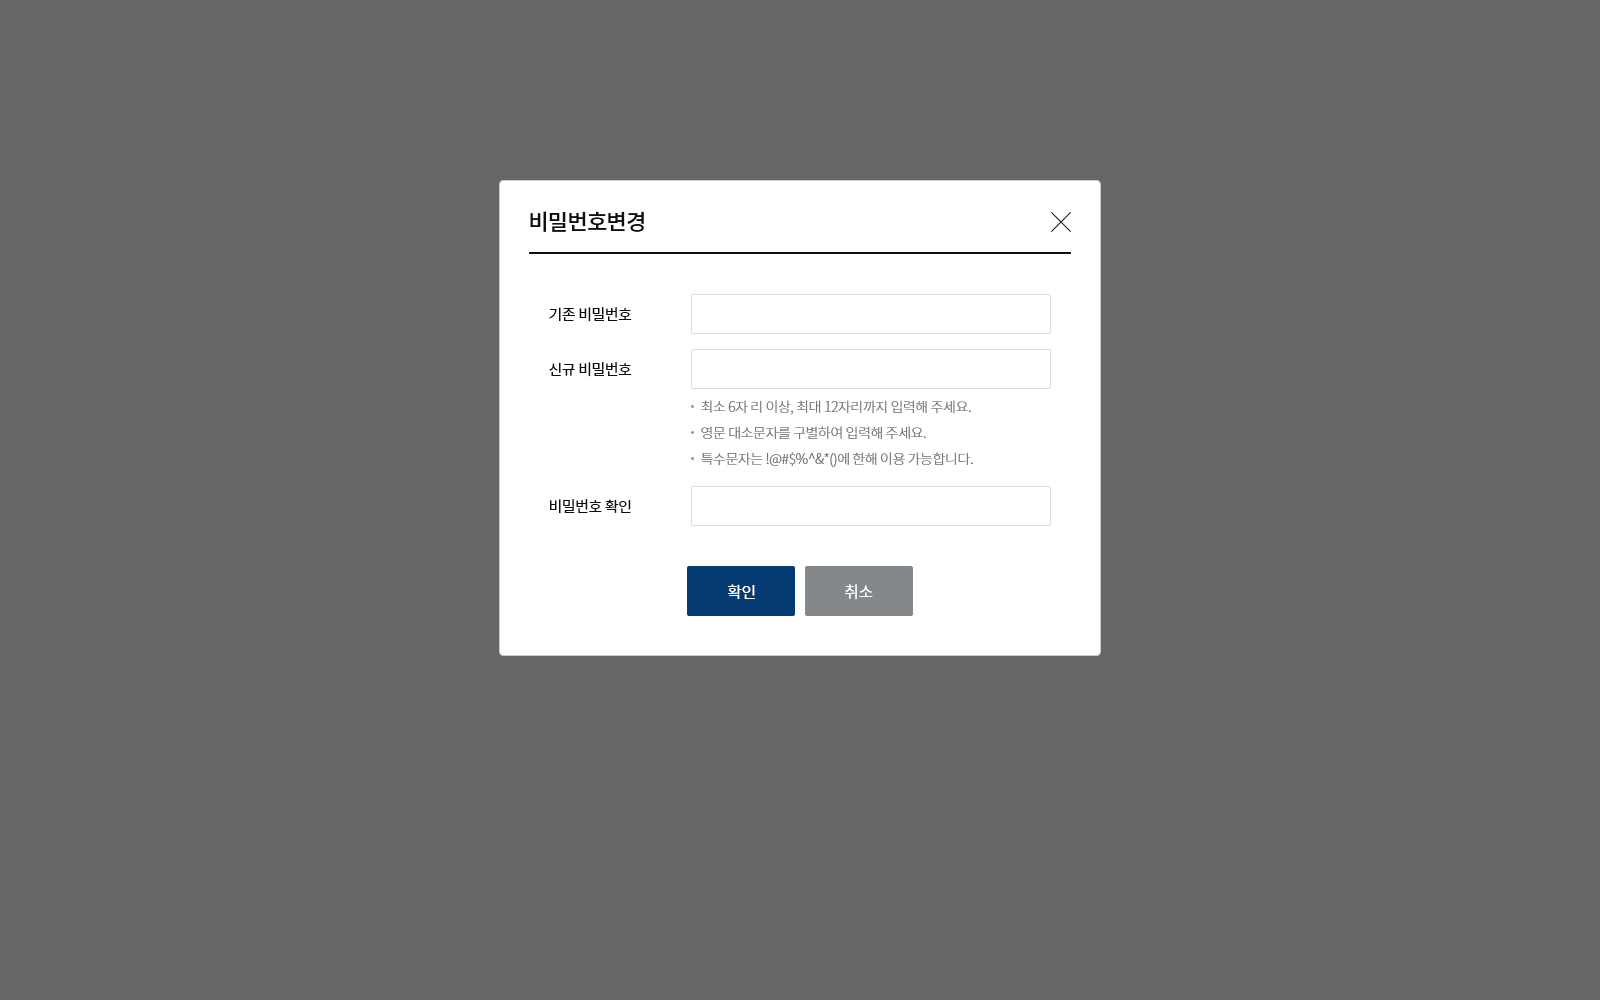 비밀번호변경
기존 비밀번호
신규 비밀번호
• 최소 6자 리 이상, 최대 12자리까지 입력해 주세요.
• 영문 대소문자를 구별하여 입력해 주세요.
• 특수문자는 !@#$%^&*()에 한해 이용 가능합니다.
비밀번호 확인
확인 취소